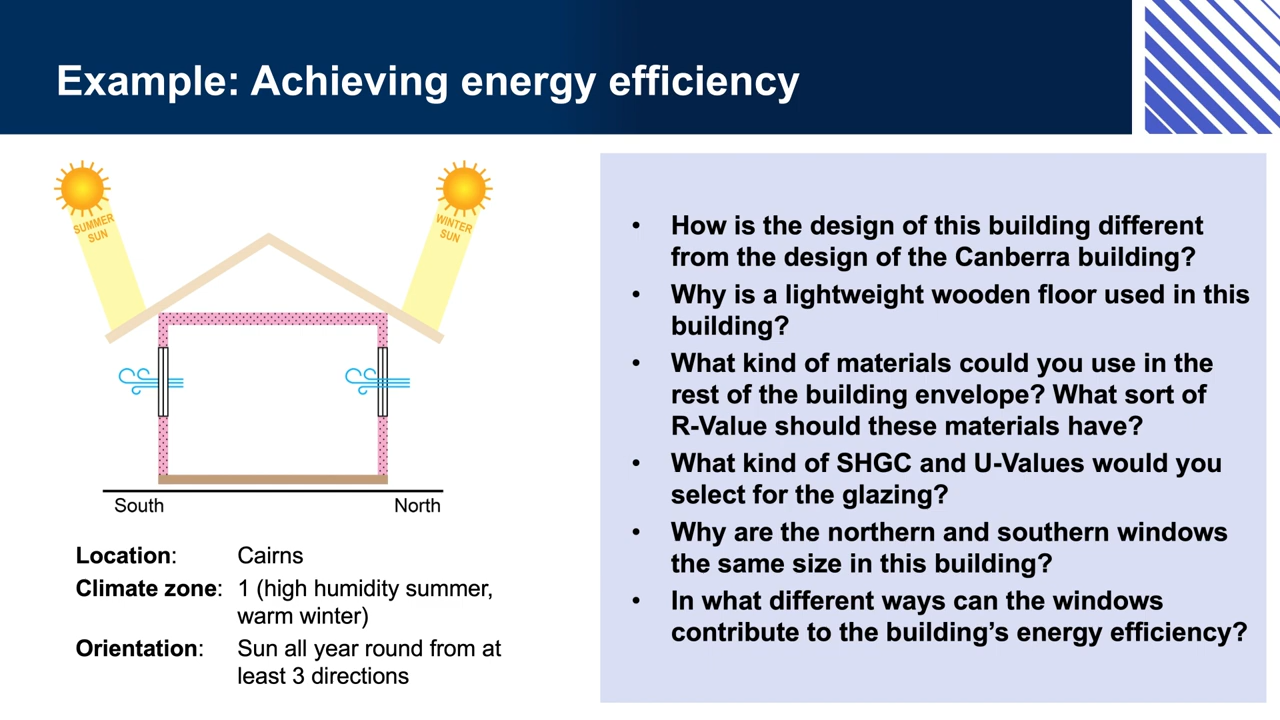 Example: Achieving energy efficiency
SUMMER
SUN
WINTER
SUN
South
North
Location: Cairns
Climate zone: 1 (high humidity summer,
warm winter)
Orientation: Sun all year round from at
least 3 directions
• How is the design of this building different
from the design of the Canberra building?
• Why is a lightweight wooden floor used in this
building?
• What kind of materials could you use in the
rest of the building envelope? What sort of
R-Value should these materials have?
• What kind of SHGC and U-Values would you
select for the glazing?
• Why are the northern and southern windows
the same size in this building?
• In what different ways can the windows
contribute to the building’s energy efficiency?